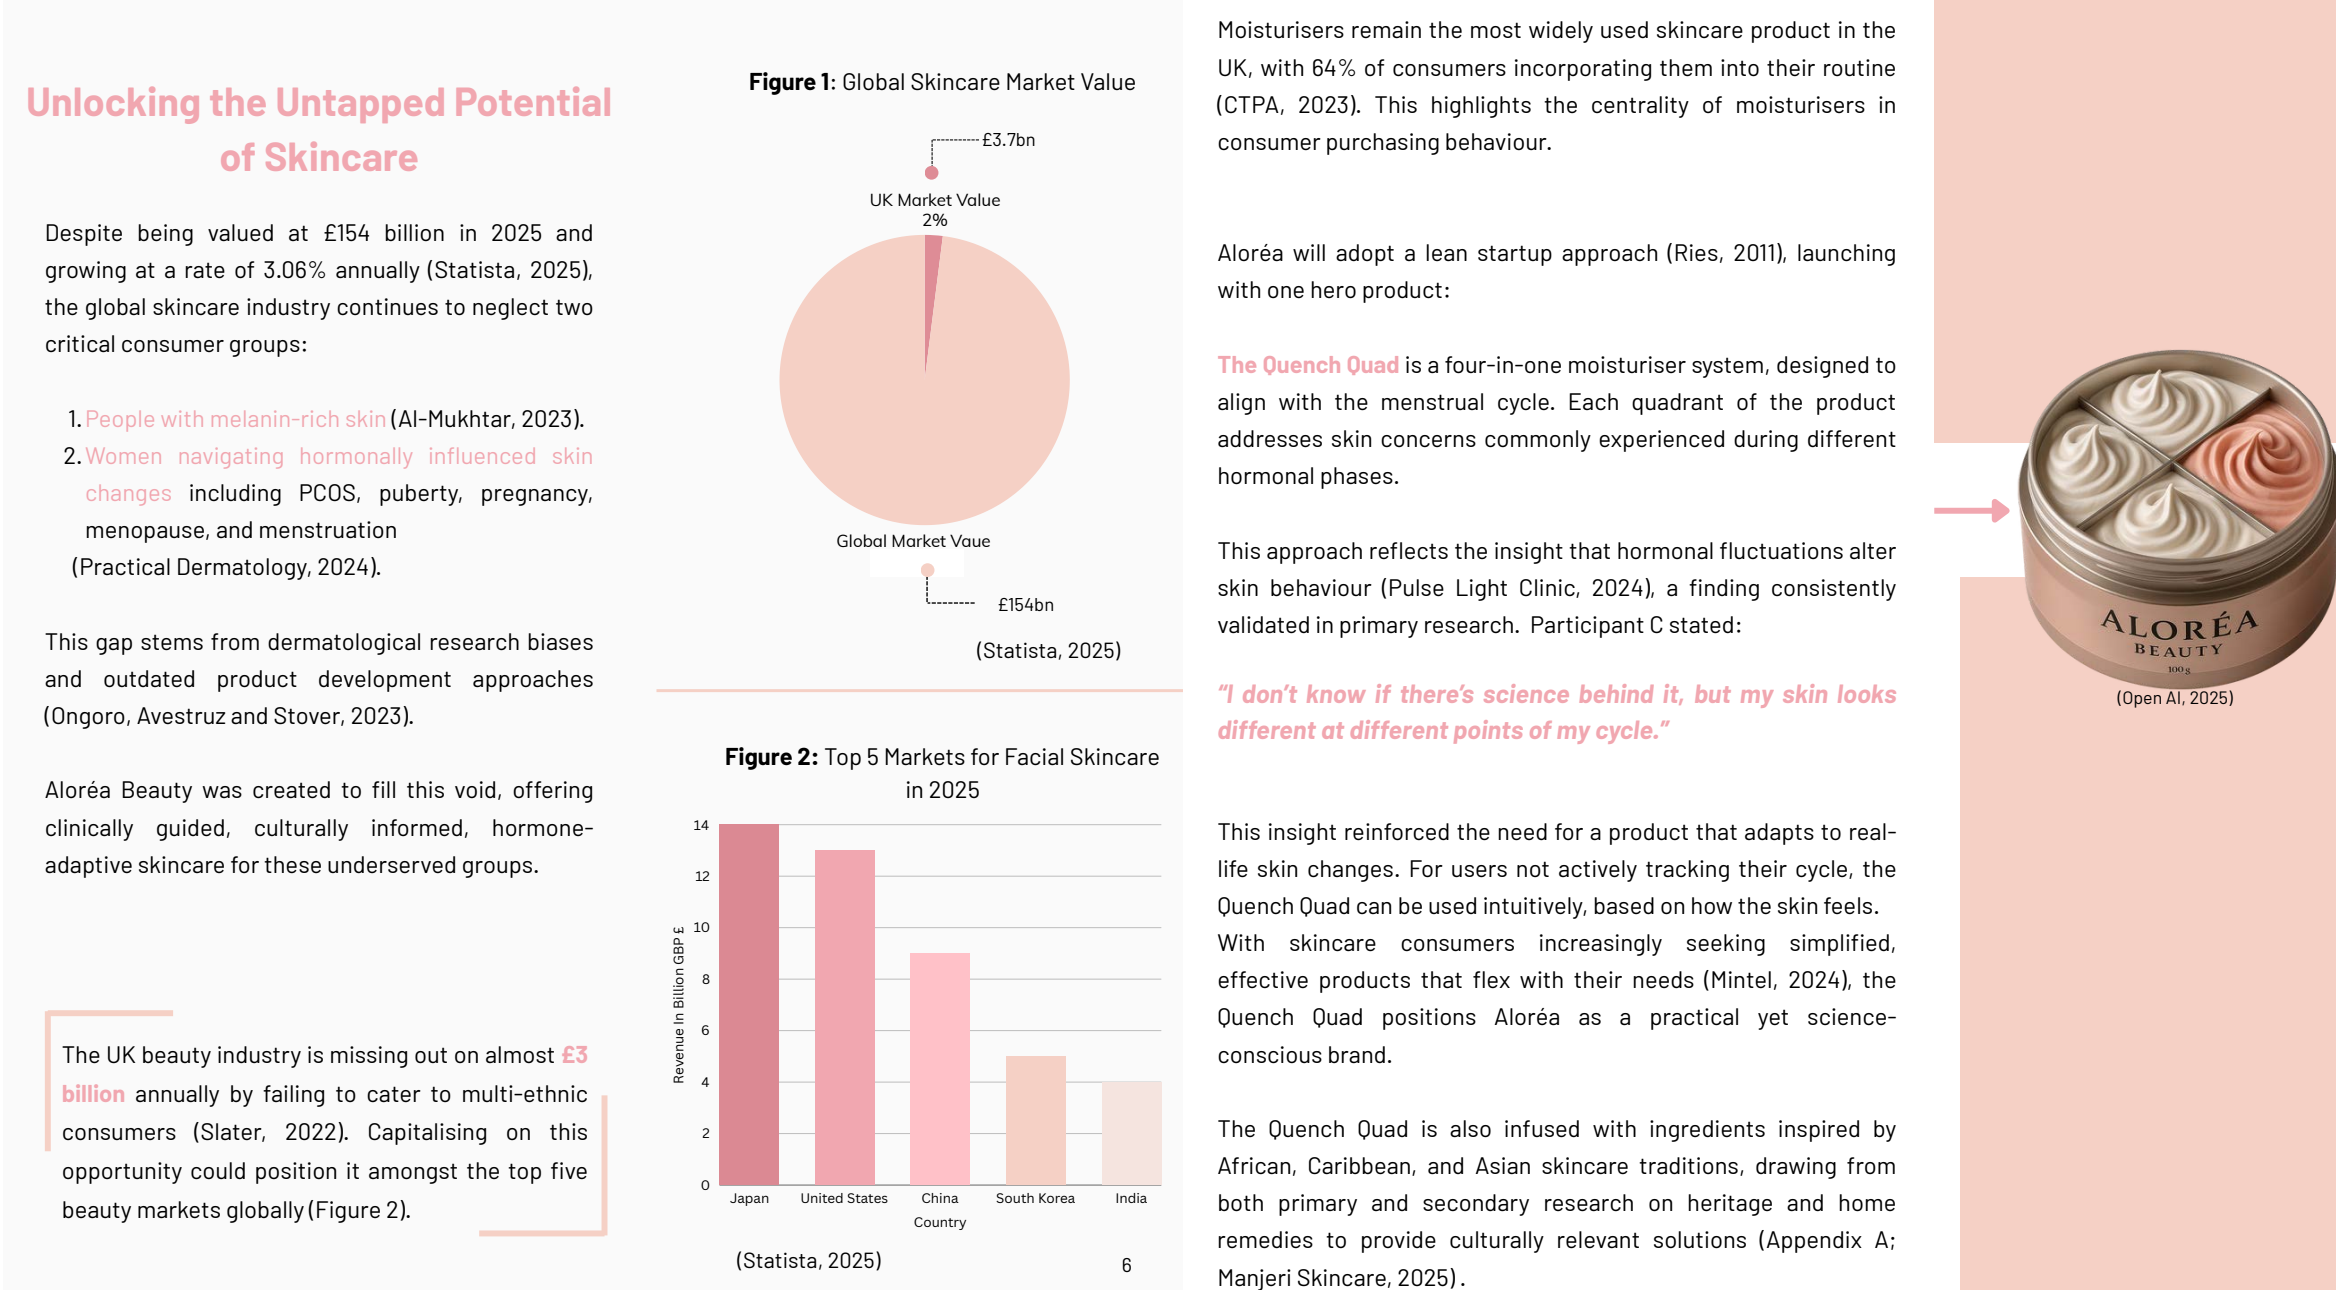 Unlocking the Untapped Potential
of Skincare
Despite being valued at £154 billion in 2025 and
growing at a rate of 3.06% annually (Statista, 2025),
the global skincare industry continues to neglect two
critical consumer groups:
1. People with melanin-rich skin (Al-Mukhtar, 2023).
2. Women navigating hormonally influenced skin
changes including PCOS, puberty, pregnancy,
menopause, and menstruation
(Practical Dermatology, 2024).
This gap stems from dermatological research biases
and outdated product development approaches
(Ongoro, Avestruz and Stover, 2023).
Aloréa Beauty was created to fill this void, offering
clinically guided, culturally informed, hormone-
adaptive skincare for these underserved groups.
The UK beauty industry is missing out on almost £3
billion annually by failing to cater to multi-ethnic
consumers (Slater, 2022). Capitalising on this
opportunity could position it amongst the top five
beauty markets globally (Figure 2).
Figure 1: Global Skincare Market Value
£3.7bn
UK Market Value
2%
Global Market Vaue
£154bn
(Statista, 2025)
Figure 2: Top 5 Markets for Facial Skincare
in 2025
Revenue In Billion GBP £
14
12
10
8
6
4
2
0
Japan United States China South Korea India
Country
(Statista, 2025)
6
Moisturisers remain the most widely used skincare product in the
UK, with 64% of consumers incorporating them into their routine
(CTPA, 2023). This highlights the centrality of moisturisers in
consumer purchasing behaviour.
Aloréa will adopt a lean startup approach (Ries, 2011), launching
with one hero product:
The Quench Quad is a four-in-one moisturiser system, designed to
align with the menstrual cycle. Each quadrant of the product
addresses skin concerns commonly experienced during different
hormonal phases.
This approach reflects the insight that hormonal fluctuations alter
skin behaviour (Pulse Light Clinic, 2024), a finding consistently
validated in primary research. Participant C stated:
“I don’t know if there’s science behind it, but my skin looks
different at different points of my cycle.”
This insight reinforced the need for a product that adapts to real-
life skin changes. For users not actively tracking their cycle, the
Quench Quad can be used intuitively, based on how the skin feels.
With skincare consumers increasingly seeking simplified,
effective products that flex with their needs (Mintel, 2024), the
Quench Quad positions Aloréa as a practical yet science-
conscious brand.
The Quench Quad is also infused with ingredients inspired by
African, Caribbean, and Asian skincare traditions, drawing from
both primary and secondary research on heritage and home
remedies to provide culturally relevant solutions (Appendix A;
Manjeri Skincare, 2025) .
ALORÉA
BEAUTY
100 g
(Open AI, 2025)